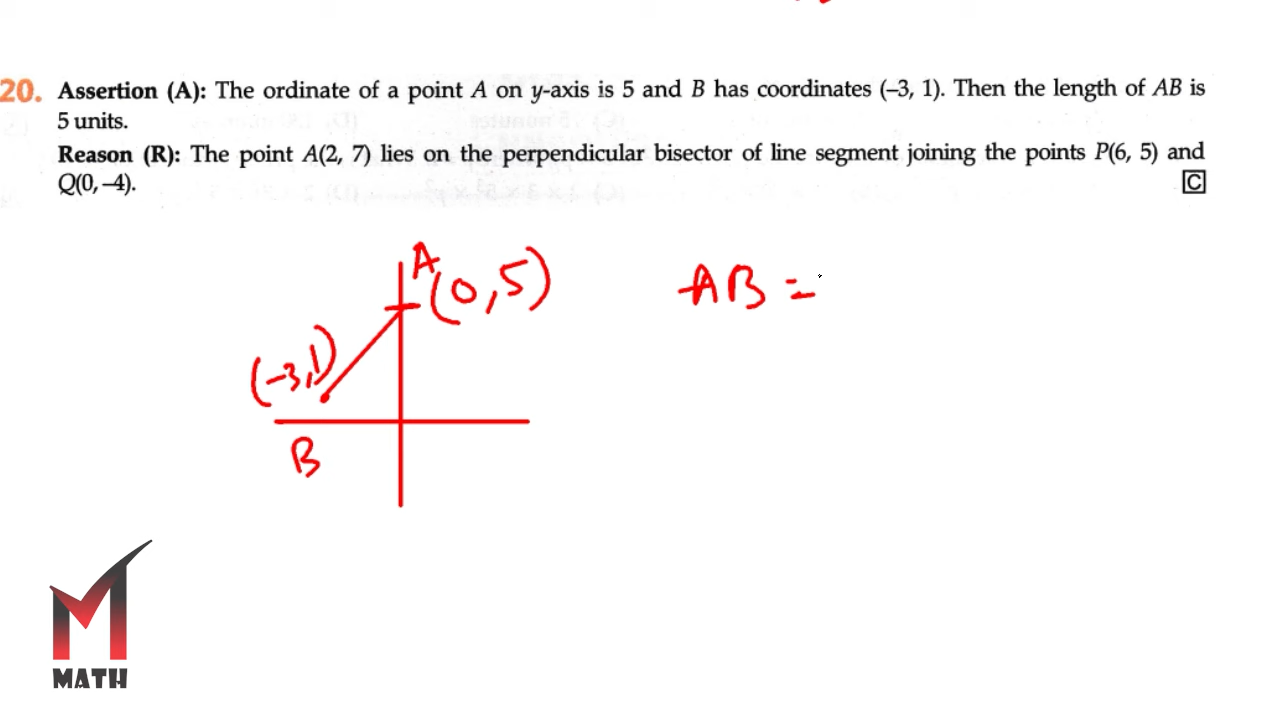 20. Assertion (A): The ordinate of a point A on y-axis is 5 and B has coordinates (–3, 1). Then the length of AB is
5 units.
Reason (R): The point A(2, 7) lies on the perpendicular bisector of line segment joining the points P(6, 5) and
Q(0, –4).
C
A
(0,5)
AB =
(-3,1)
B
MATH